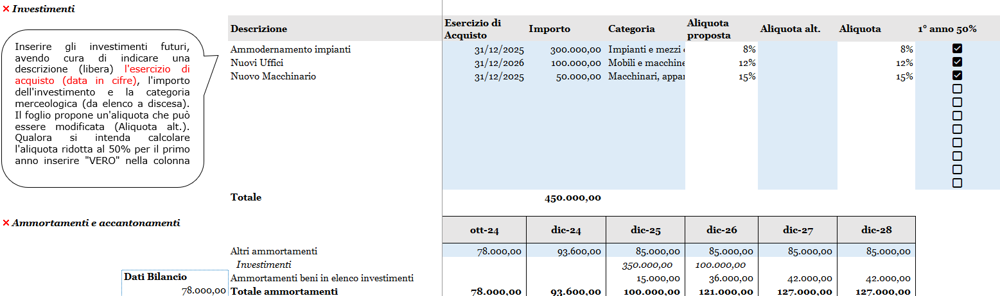 Investimenti
Inserire gli investimenti futuri,
avendo cura di indicare una
descrizione (libera) l'esercizio di
acquisto (data in cifre), l'importo
dell'investimento e la categoria
merceologica (da elenco a discesa).
Il foglio propone un'aliquota che può
essere modificata (Aliquota alt.).
Qualora si intenda calcolare
l'aliquota ridotta al 50% per il primo
anno inserire "VERO" nella colonna
Descrizione Esercizio di Acquisto Importo Categoria Aliquota proposta Aliquota alt. Aliquota 1° anno 50%
Ammodernamento impianti 31/12/2025 300.000,00 Impianti e mezzi 8% 8%
Nuovi Uffici 31/12/2026 100.000,00 Mobili e macchine 12% 12%
Nuovo Macchinario 31/12/2025 50.000,00 Macchinari, appar 15% 15%
Totale 450.000,00
Ammortamenti e accantonamenti
ott-24 dic-24 dic-25 dic-26 dic-27 dic-28
Altri ammortamenti 78.000,00 93.600,00 85.000,00 85.000,00 85.000,00 85.000,00
Investimenti 350.000,00 100.000,00
Dati Bilancio Ammortamenti beni in elenco investimenti 15.000,00 36.000,00 42.000,00 42.000,00
78.000,00 Totale ammortamenti 78.000,00 93.600,00 100.000,00 121.000,00 127.000,00 127.000,00